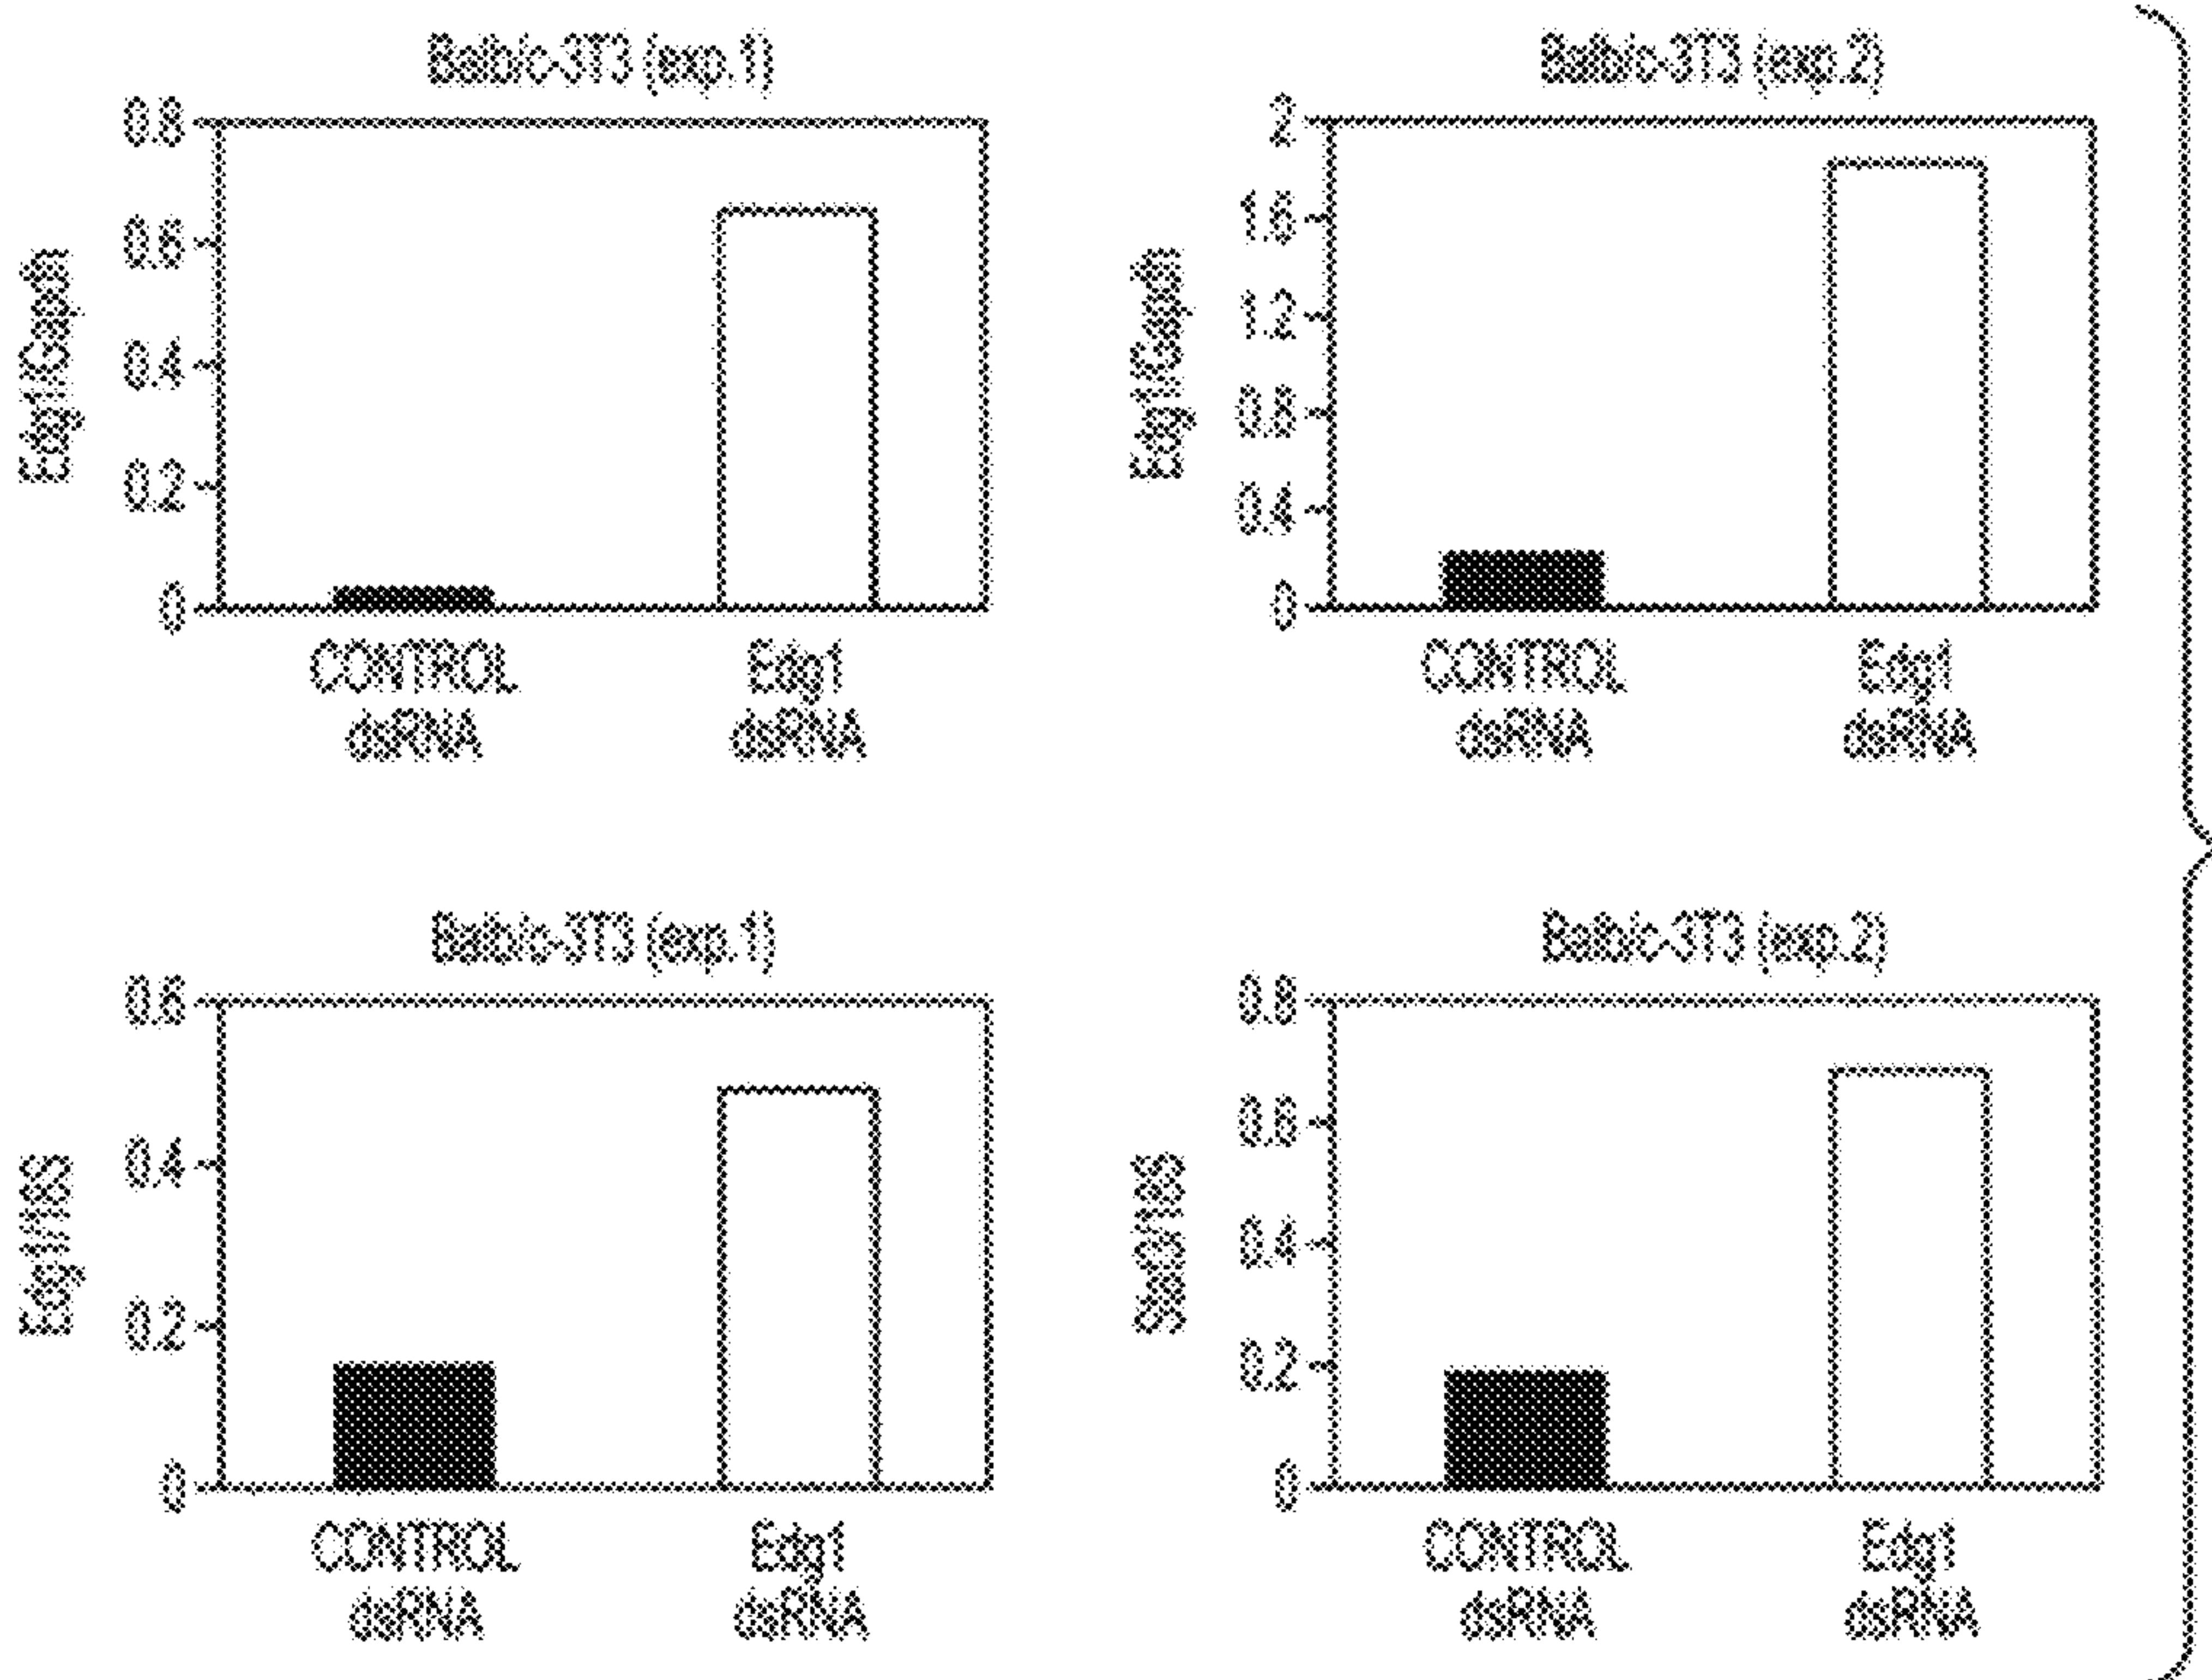 Balb/c-3T3 (exp.1)
Edg1/Gapdh
0.8
0.6
0.4
0.2
0
CONTROL
dsRNA
Edg1
dsRNA
Balb/c-3T3 (exp.2)
Edg1/Gapdh
2
1.6
1.2
0.8
0.4
0
CONTROL
dsRNA
Edg1
dsRNA
Balb/c-3T3 (exp.1)
Edg1/18S
0.6
0.4
0.2
0
CONTROL
dsRNA
Edg1
dsRNA
Balb/c-3T3 (exp.2)
0.8
0.6
0.4
0.2
0
CONTROL
dsRNA
Edg1
dsRNA